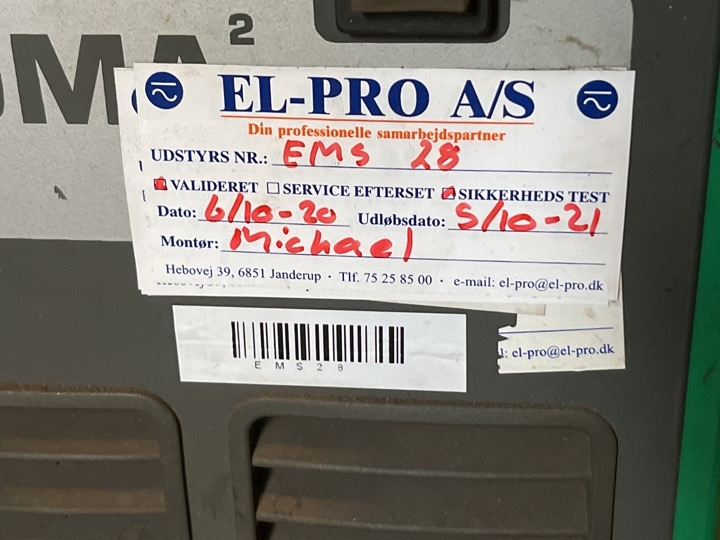 OMA²
EL-PRO A/S
Din professionelle samarbejdspartner
UDSTYRS NR.: EMS 28
VALIDERET SERVICE EFTERSET SIKKERHEDS TEST
Dato: 6/10-20 Udløbsdato: 5/10-21
Montør: Michael
Hebovej 39, 6851 Janderup · Tlf. 75 25 85 00 · e-mail: el-pro@el-pro.dk
l: el-pro@el-pro.dk
EMS28